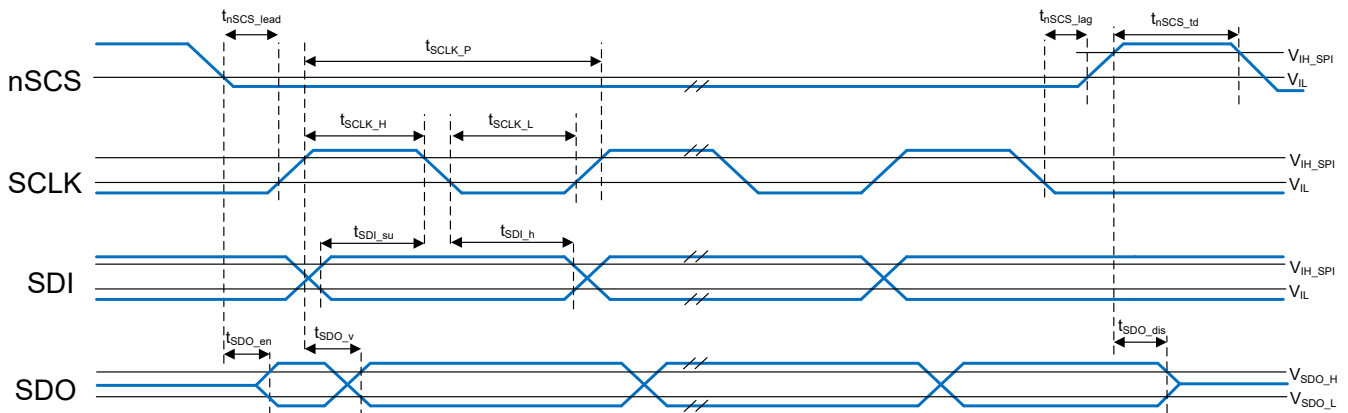 tnSCS_lead
tnSCS_lag
tnSCS_td
tSCLK_P
VIH_SPI
nSCS
VIL
tSCLK_H
tSCLK_L
VIH_SPI
SCLK
VIL
tSDI_su
tSDI_h
VIH_SPI
SDI
VIL
tSDO_en
tSDO_v
tSDO_dis
VSDO_H
SDO
VSDO_L